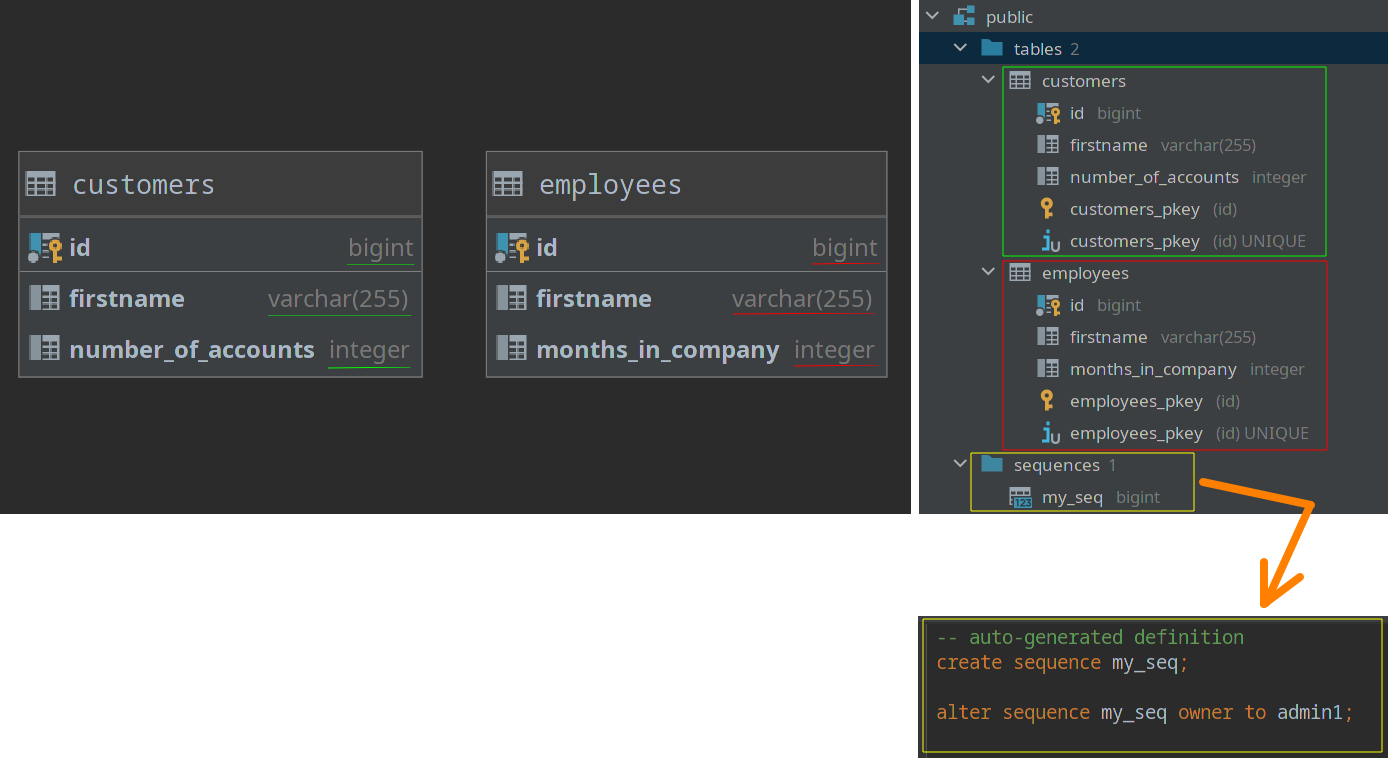 customers
id bigint
firstname varchar(255)
number_of_accounts integer
employees
id bigint
firstname varchar(255)
months_in_company integer
public
tables 2
customers
id bigint
firstname varchar(255)
number_of_accounts integer
customers_pkey (id)
customers_pkey (id) UNIQUE
employees
id bigint
firstname varchar(255)
months_in_company integer
employees_pkey (id)
employees_pkey (id) UNIQUE
sequences 1
123
my_seq bigint
-- auto-generated definition
create sequence my_seq;
alter sequence my_seq owner to admin1;